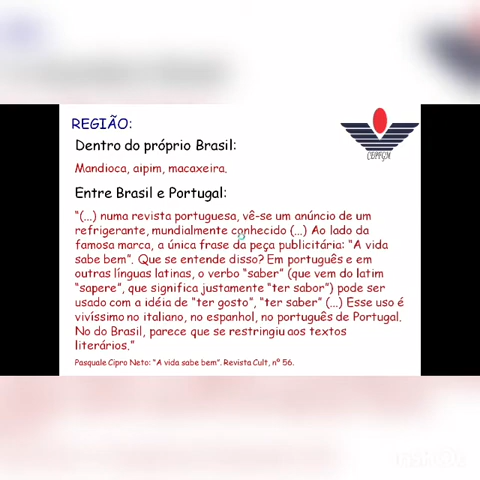 REGIÃO:
Dentro do próprio Brasil:
Mandioca, aipim, macaxeira.
Entre Brasil e Portugal:
"(...) numa revista portuguesa, vê-se um anúncio de um
refrigerante, mundialmente conhecido (...) Ao lado da
famosa marca, a única frase da peça publicitária: "A vida
sabe bem". Que se entende disso? Em português e em
outras línguas latinas, o verbo "saber" (que vem do latim
"sapere", que significa justamente "ter sabor") pode ser
usado com a idéia de "ter gosto", "ter saber" (...) Esse uso é
vivíssimo no italiano, no espanhol, no português de Portugal.
No do Brasil, parece que se restringiu aos textos
literários."
Pasquale Cipro Neto: "A vida sabe bem". Revista Cult, nº 56.